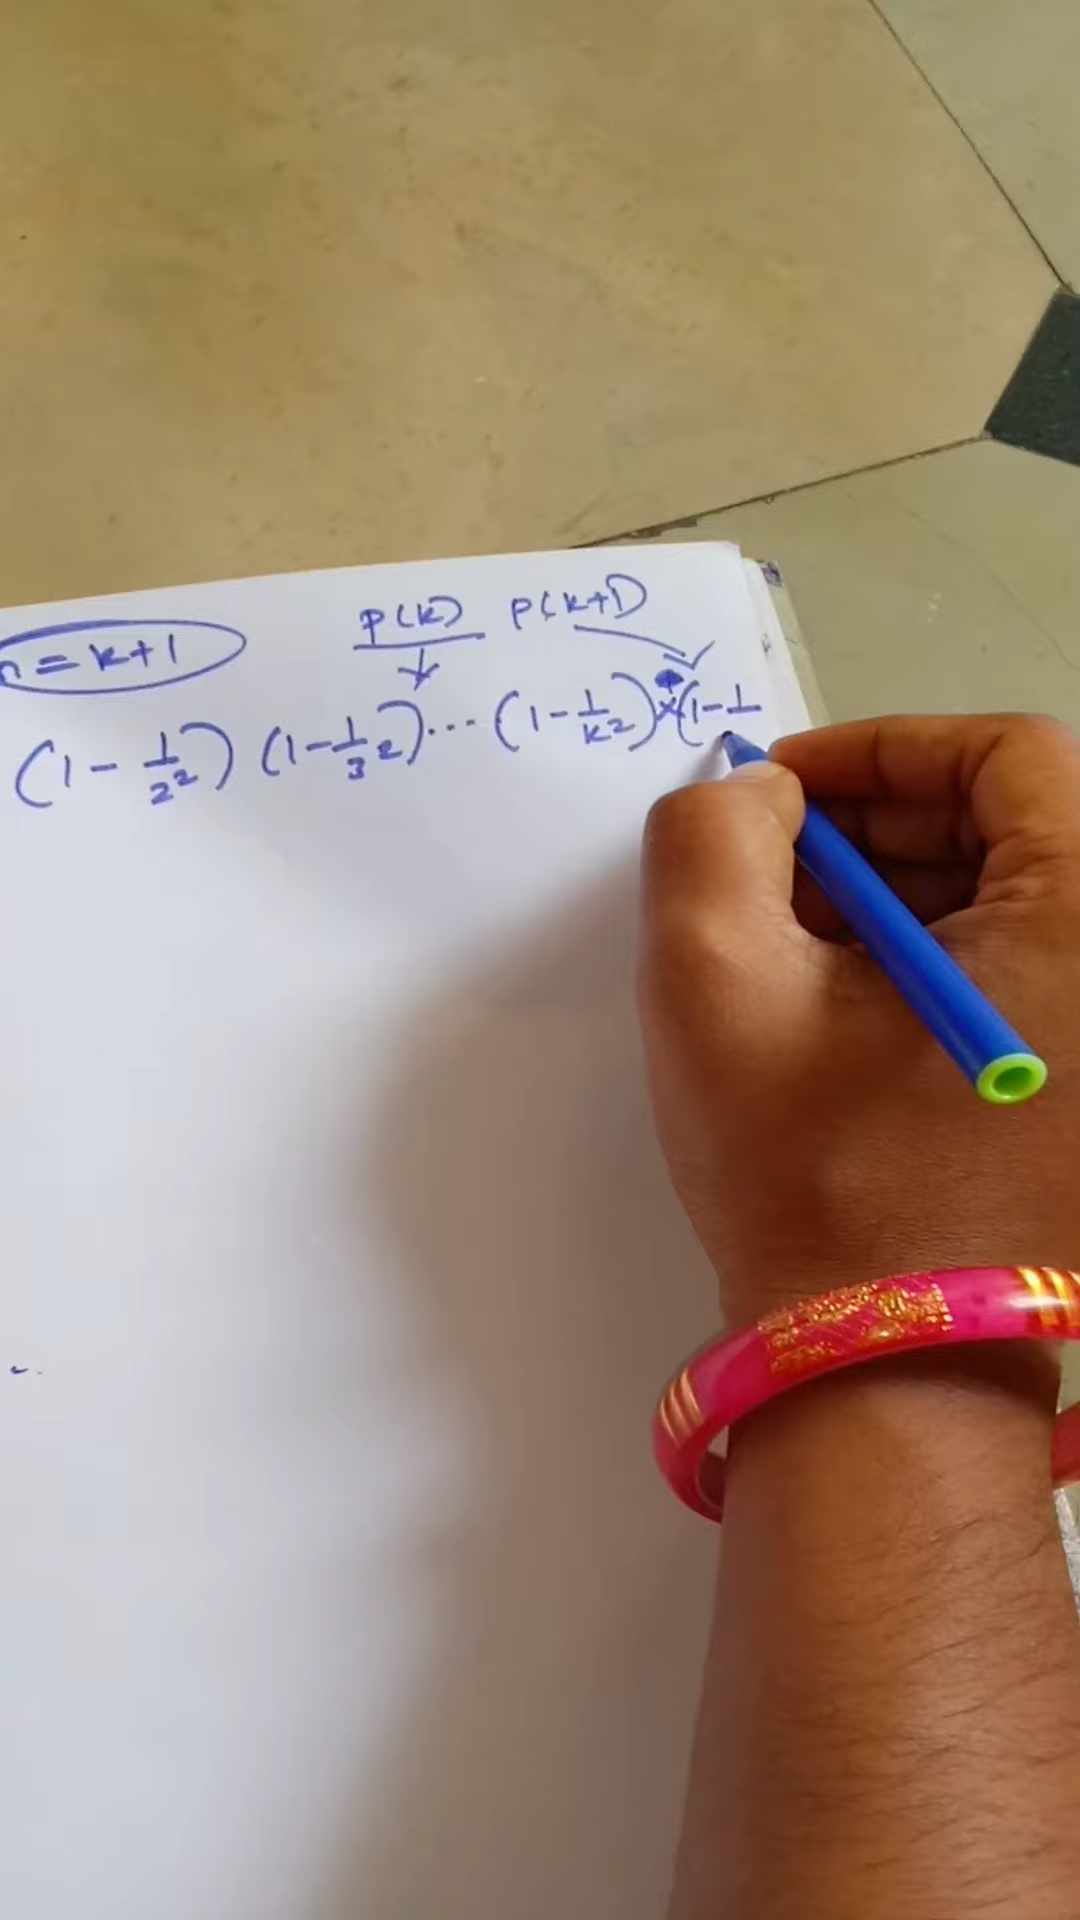 n = k+1 P(k) P(k+1)
(1 - 1/2²) (1 - 1/3²) ... (1 - 1/k²) × (1 - 1